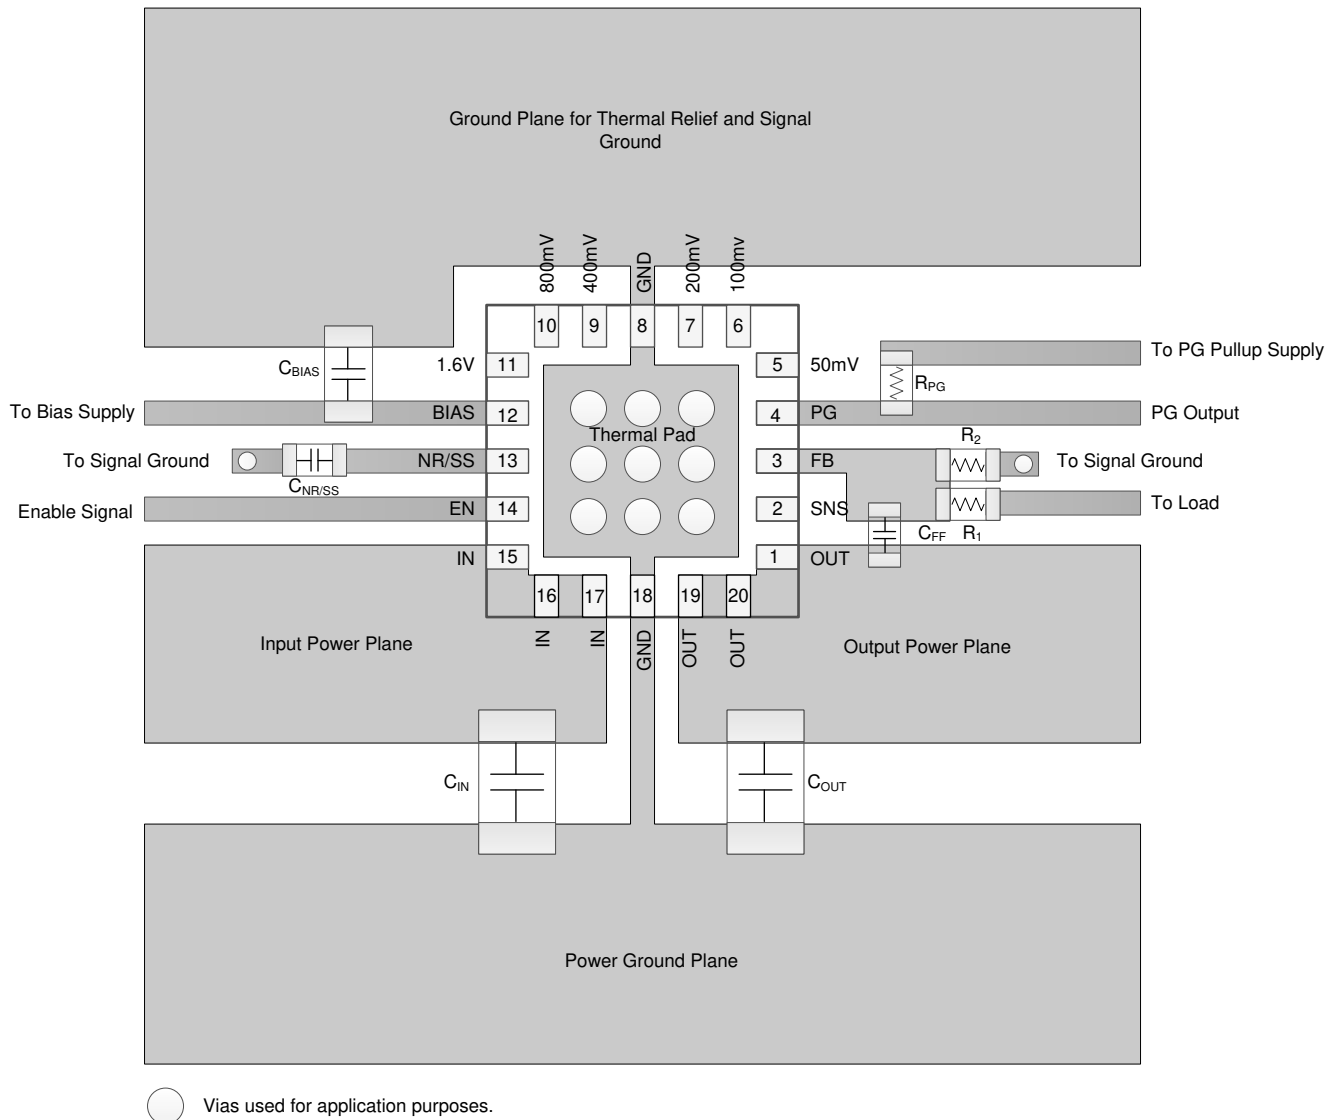 Ground Plane for Thermal Relief and Signal
Ground
800mV
400mV
GND
200mV
100mv
10
9
8
7
6
CBIAS
1.6V
11
5
50mV
To PG Pullup Supply
RPG
To Bias Supply
BIAS
12
4
PG
PG Output
Thermal Pad
R2
To Signal Ground
NR/SS
13
3
FB
To Signal Ground
CNR/SS
Enable Signal
EN
14
2
SNS
To Load
CFF
R1
IN
15
1
OUT
16
17
18
19
20
IN
IN
GND
OUT
OUT
Input Power Plane
Output Power Plane
CIN
COUT
Power Ground Plane
Vias used for application purposes.